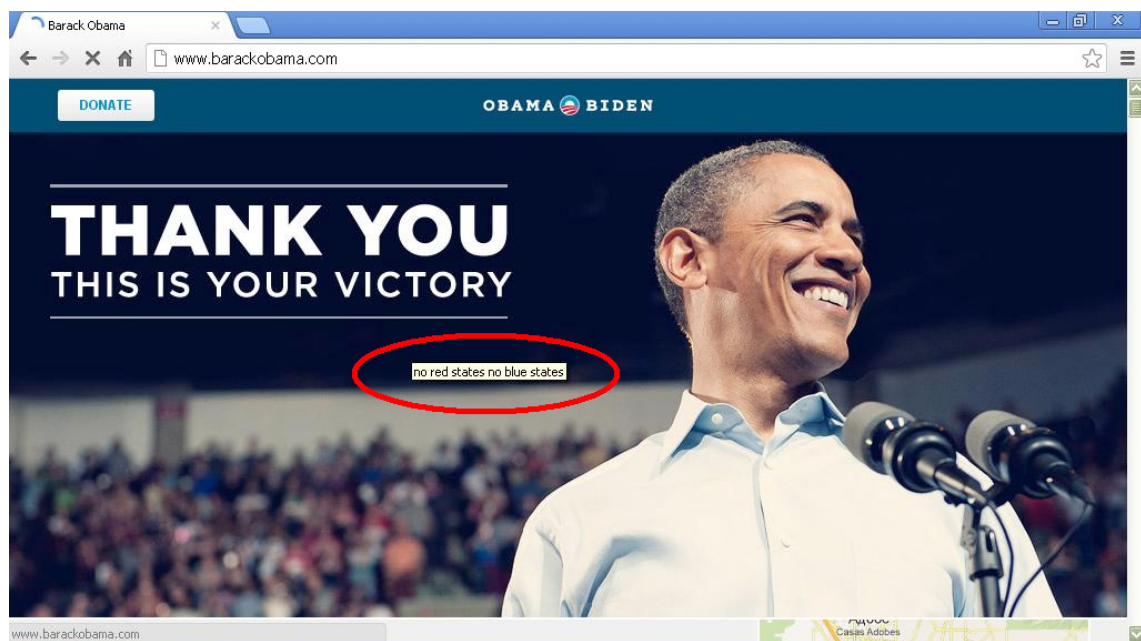 Barack Obama
www.barackobama.com
DONATE
OBAMA BIDEN
THANK YOU
THIS IS YOUR VICTORY
no red states no blue states
www.barackobama.com
Casas Adobes